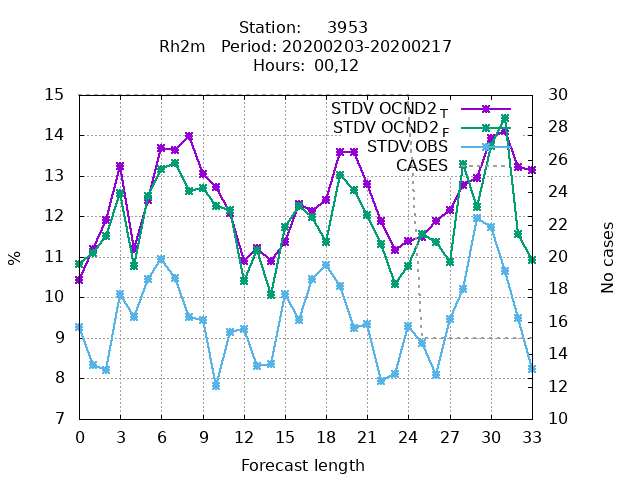 Station: 3953
Rh2m Period: 20200203-20200217
Hours: 00,12
STDV OCND2 T
STDV OCND2 F
STDV OBS
CASES
%
15
14
13
12
11
10
9
8
7
30
28
26
24
22
20
18
16
14
12
10
No cases
0 3 6 9 12 15 18 21 24 27 30 33
Forecast length